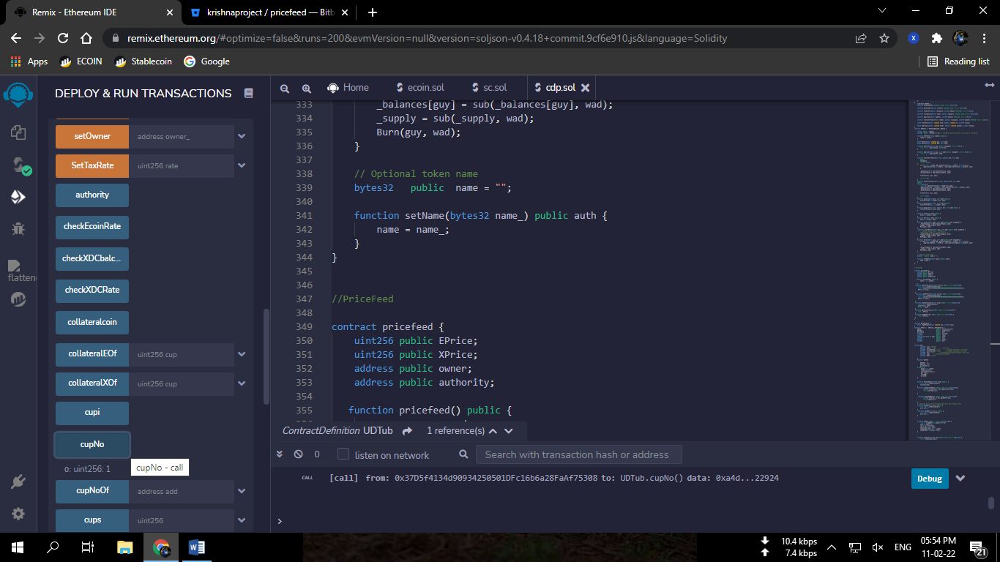 Remix - Ethereum IDE
krishnaproject / pricefeed — Bitb
remix.ethereum.org/#optimize=false&runs=200&evmVersion=null&version=soljson-v0.4.18+commit.9cf6e910.js&language=Solidity
X
Apps
ECOIN
Stablecoin
Google
Reading list
DEPLOY & RUN TRANSACTIONS
Home
ecoin.sol
sc.sol
cdp.sol
flattene
setOwner
address owner_
SetTaxRate
uint256 rate
authority
checkEcoinRate
checkXDCbalc...
checkXDCRate
collateralcoin
collateralEOf
uint256 cup
collateralXOf
uint256 cup
cupi
cupNo
0: uint256: 1
cupNo - call
cupNoOf
address add
cups
uint256
333 _balances[guy] = sub(_balances[guy], wad);
334 _supply = sub(_supply, wad);
335 Burn(guy, wad);
336 }
337
338 // Optional token name
339 bytes32   public  name = "";
340
341 function setName(bytes32 name_) public auth {
342 name = name_;
343 }
344 }
345
346
347 //PriceFeed
348
349 contract pricefeed {
350 uint256 public EPrice;
351 uint256 public XPrice;
352 address public owner;
353 address public authority;
354
355 function pricefeed() public {
ContractDefinition UDTub
1 reference(s)
0
listen on network
Search with transaction hash or address
CALL
[call] from: 0x37D5f4134d90934250501DFc16b6a28FaAf75308 to: UDTub.cupNo() data: 0xa4d...22924
Debug
>
10.4 kbps
7.4 kbps
ENG
05:54 PM
11-02-22
21